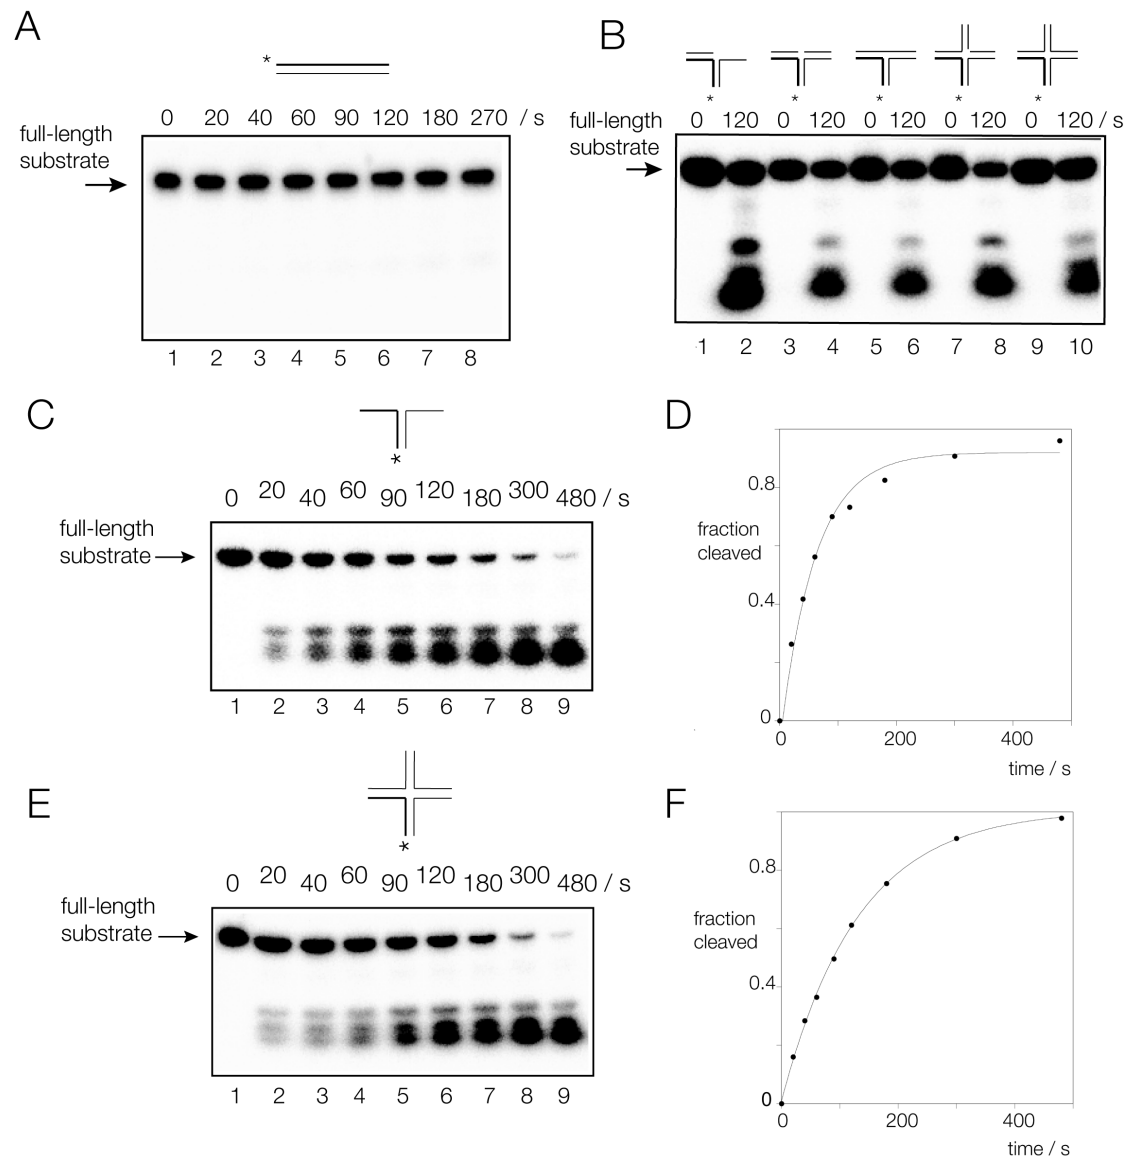 A
*
0 20 40 60 90 120 180 270 / s
full-length
substrate
1 2 3 4 5 6 7 8
B
* * * * *
full-length
substrate
0 120 0 120 0 120 0 120 0 120 / s
1 2 3 4 5 6 7 8 9 10
C
*
0 20 40 60 90 120 180 300 480 / s
full-length
substrate
1 2 3 4 5 6 7 8 9
D
0.8
fraction
cleaved
0.4
0
0 200 400
time / s
E
*
0 20 40 60 90 120 180 300 480 / s
full-length
substrate
1 2 3 4 5 6 7 8 9
F
0.8
fraction
cleaved
0.4
0
0 200 400
time / s